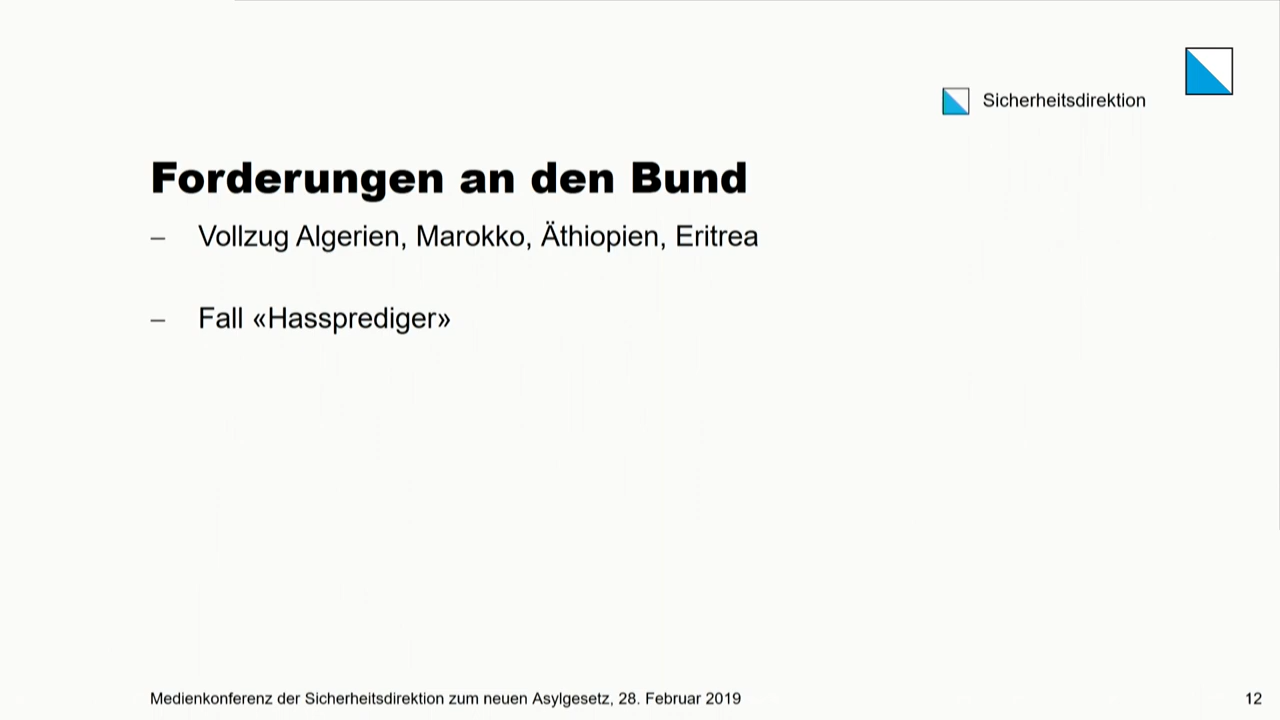 Sicherheitsdirektion
Forderungen an den Bund
– Vollzug Algerien, Marokko, Äthiopien, Eritrea
– Fall «Hassprediger»
Medienkonferenz der Sicherheitsdirektion zum neuen Asylgesetz, 28. Februar 2019
12